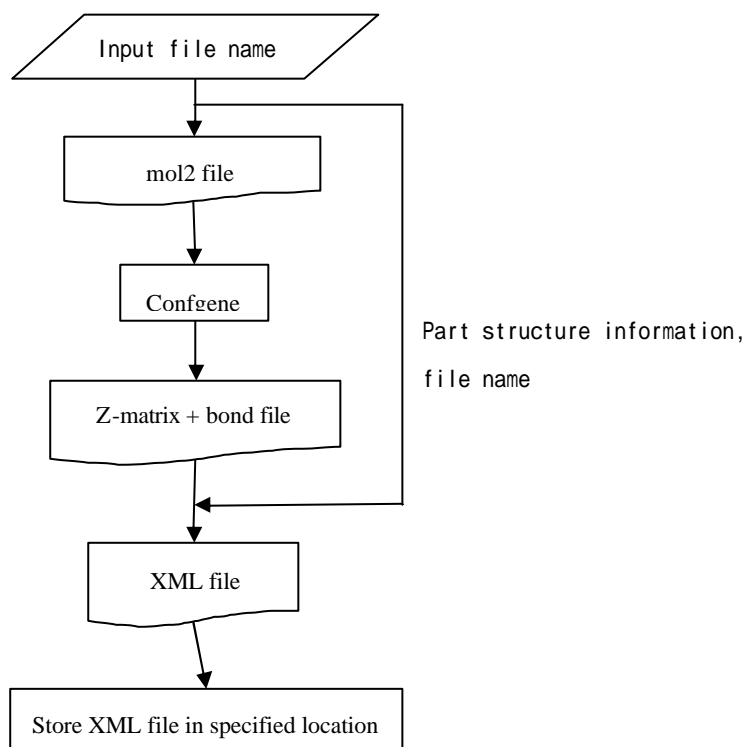 Input file name
mol2 file
Confgene
Part structure information,
file name
Z-matrix + bond file
XML file
Store XML file in specified location